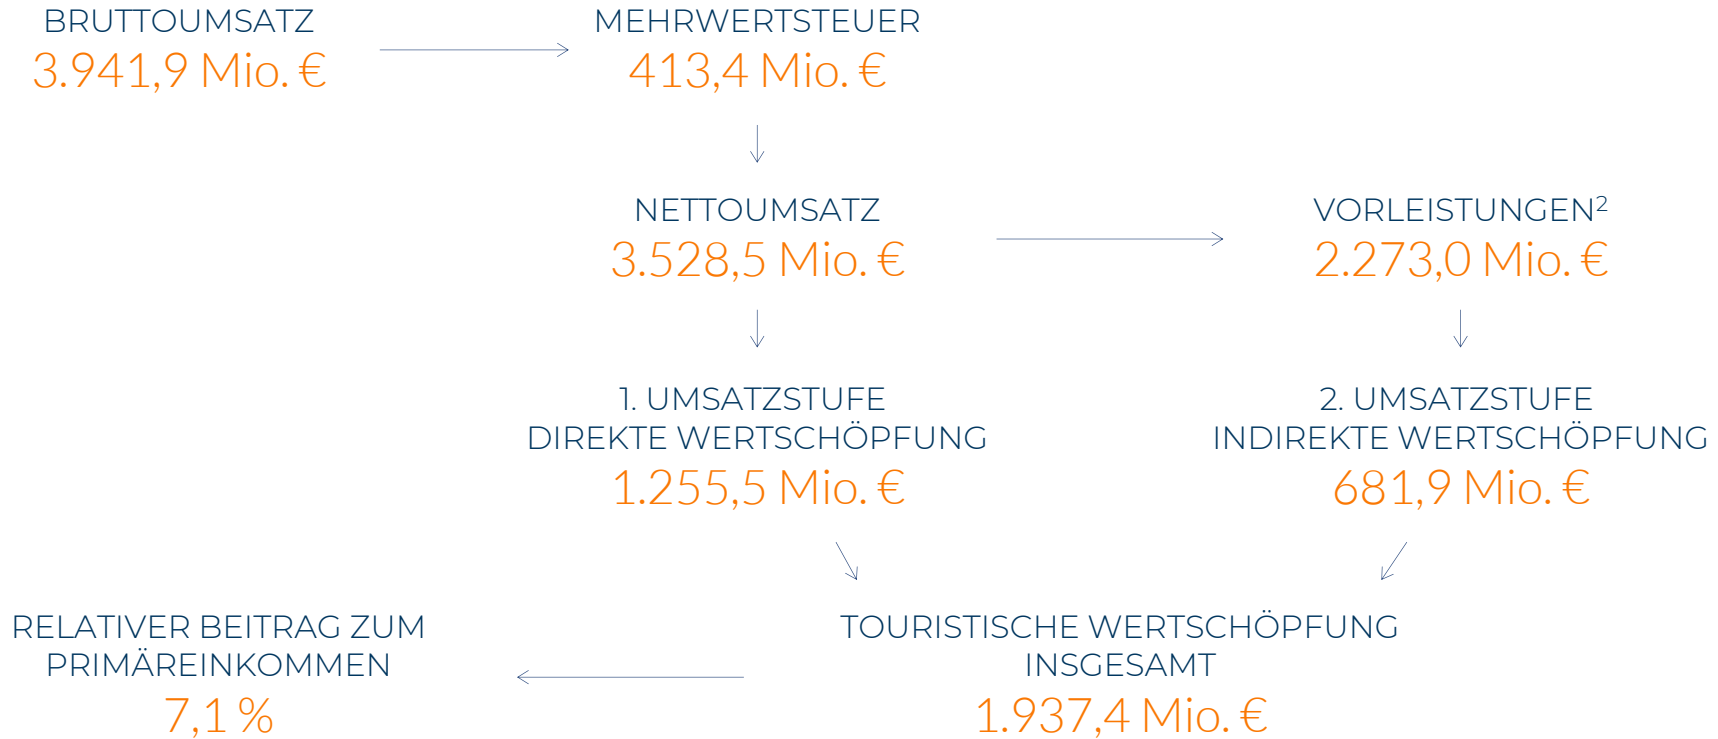 BRUTTOUMSATZ
3.941,9 Mio. €
MEHRWERTSTEUER
413,4 Mio. €
NETTOUMSATZ
3.528,5 Mio. €
VORLEISTUNGEN²
2.273,0 Mio. €
1. UMSATZSTUFE
DIREKTE WERTSCHÖPFUNG
1.255,5 Mio. €
2. UMSATZSTUFE
INDIREKTE WERTSCHÖPFUNG
681,9 Mio. €
RELATIVER BEITRAG ZUM
PRIMÄREINKOMMEN
7,1 %
TOURISTISCHE WERTSCHÖPFUNG
INSGESAMT
1.937,4 Mio. €